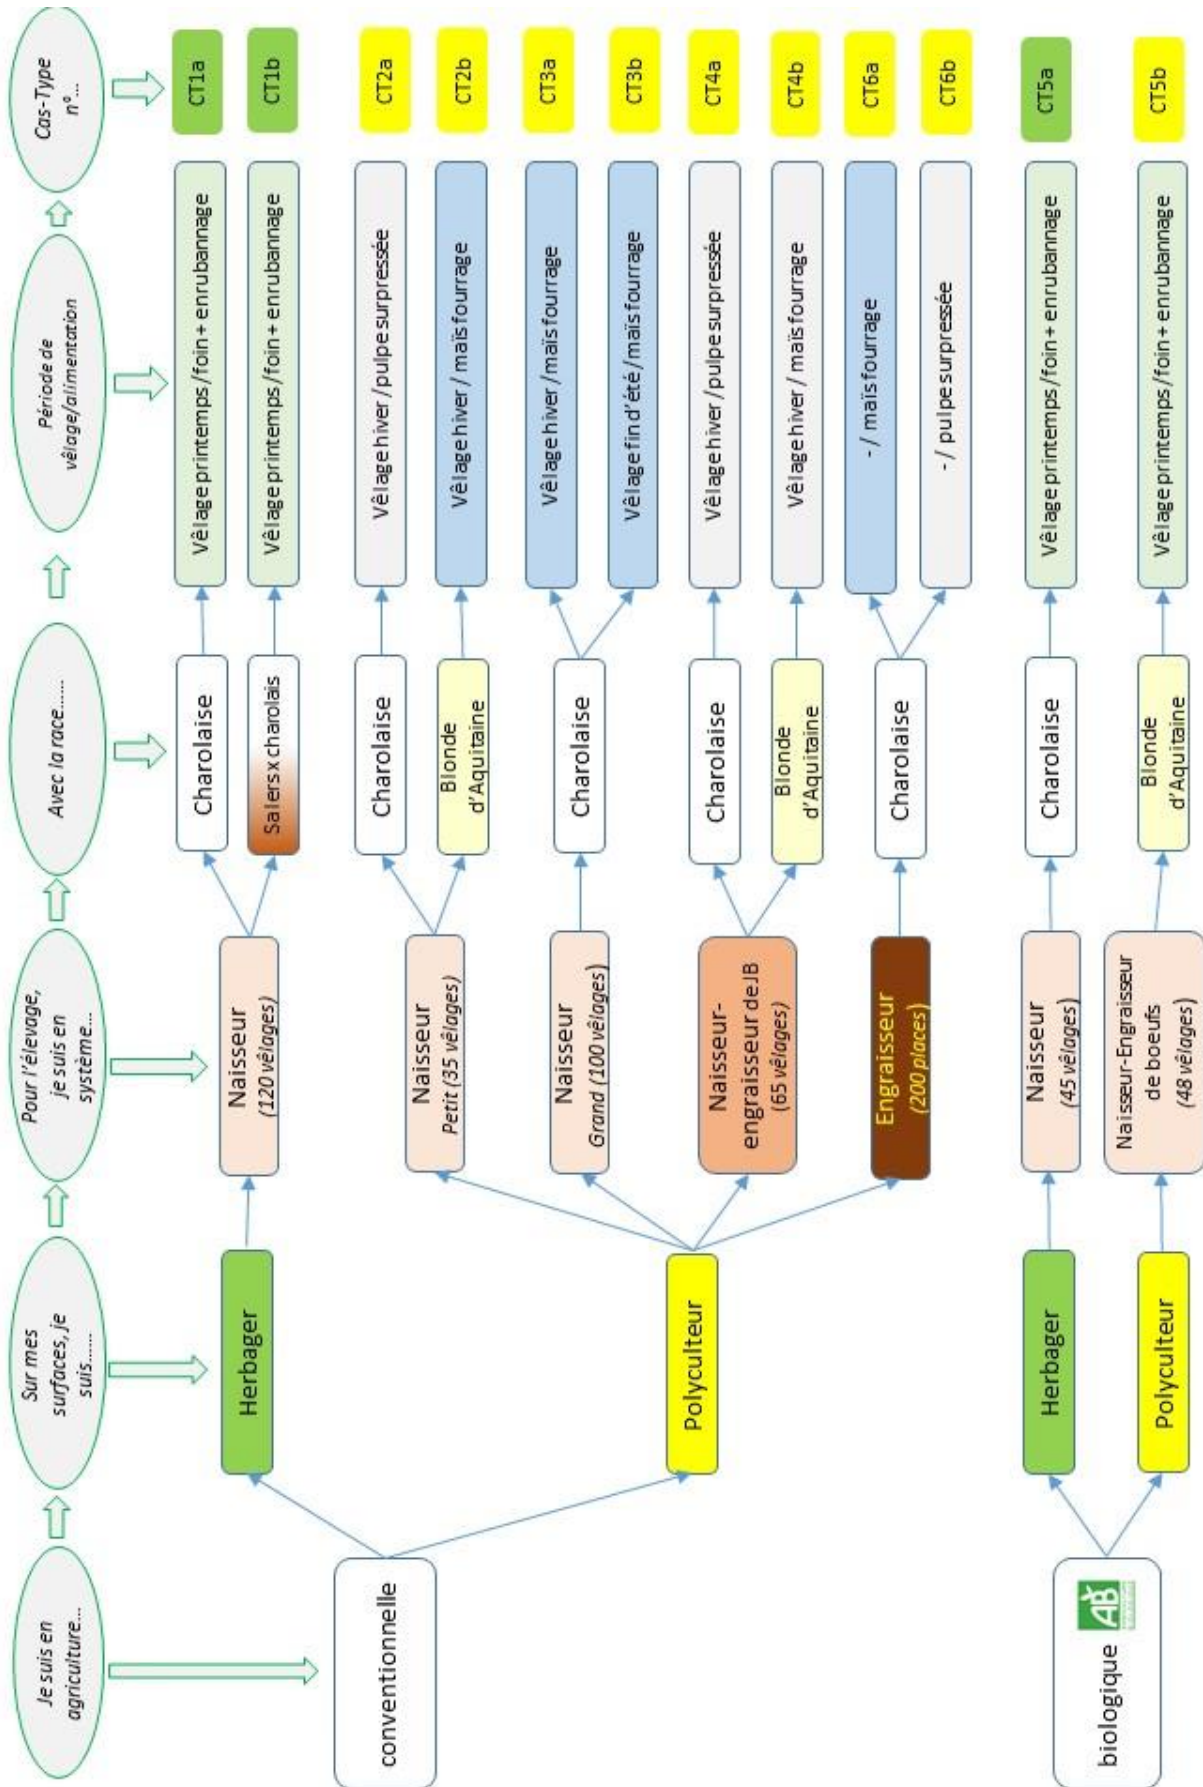 Je suis en
agriculture...
Sur mes
surfaces, je
suis......
Pour l'élevage,
je suis en
système...
Avec la race.......
Période de
vêlage/alimentation
Cas-Type
n°...
conventionnelle
Herbager
Naisseur
(120 vêlages)
Charolaise
Vêlage printemps/foin + enrubannage
CT1a
Salers x charolais
Vêlage printemps/foin + enrubannage
CT1b
Polyculteur
Naisseur
Petit (35 vêlages)
Charolaise
Vêlage hiver / pulpe surpressée
CT2a
Blonde
d'Aquitaine
Vêlage hiver / maïs fourrage
CT2b
Naisseur
Grand (100 vêlages)
Charolaise
Vêlage hiver / maïs fourrage
CT3a
Vêlage fin d'été / maïs fourrage
CT3b
Naisseur-
engraisseur de JB
(65 vêlages)
Charolaise
Vêlage hiver / pulpe surpressée
CT4a
Blonde
d'Aquitaine
Vêlage hiver / maïs fourrage
CT4b
Engraisseur
(200 places)
Charolaise
- / maïs fourrage
CT6a
- / pulpe surpressée
CT6b
biologique
AB
Herbager
Naisseur
(45 vêlages)
Charolaise
Vêlage printemps/foin + enrubannage
CT5a
Polyculteur
Naisseur-Engraisseur
de boeufs
(48 vêlages)
Blonde
d'Aquitaine
Vêlage printemps/foin + enrubannage
CT5b